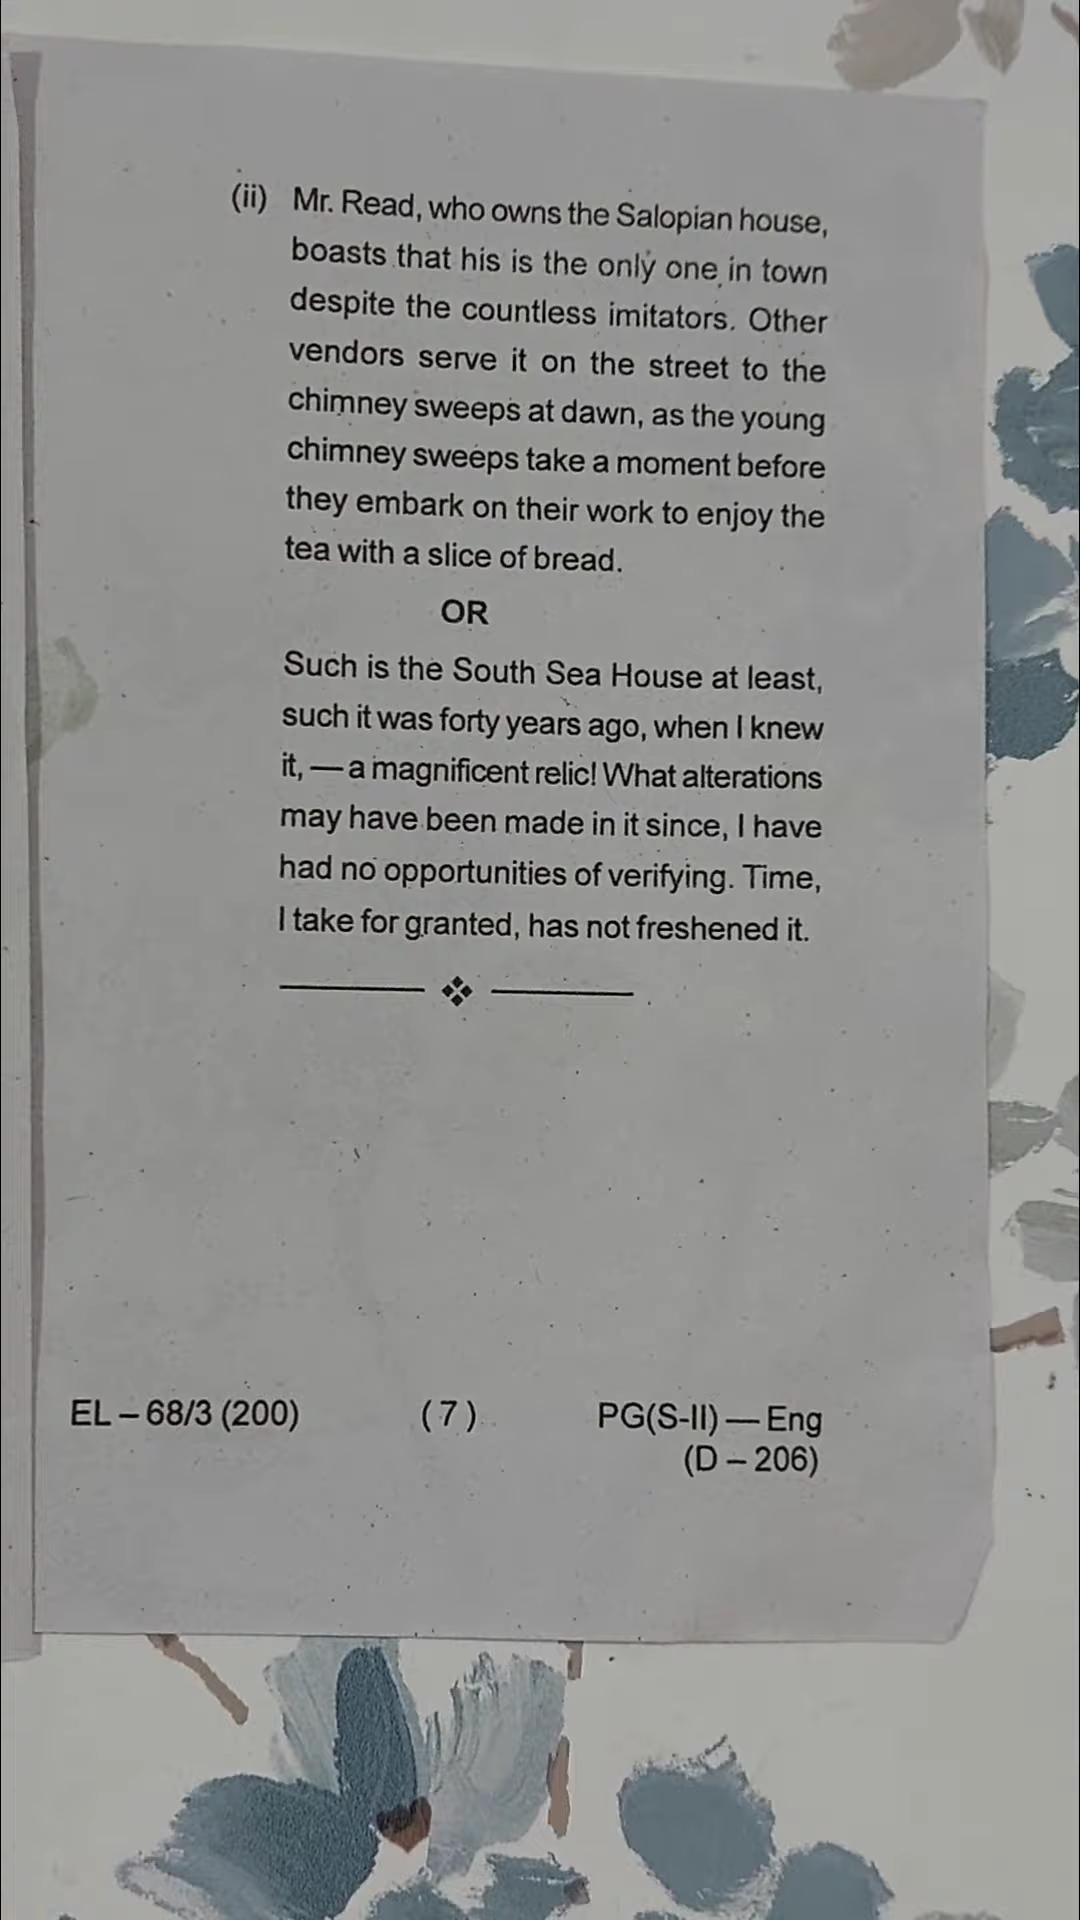 (ii) Mr. Read, who owns the Salopian house,
boasts that his is the only one in town
despite the countless imitators. Other
vendors serve it on the street to the
chimney sweeps at dawn, as the young
chimney sweeps take a moment before
they embark on their work to enjoy the
tea with a slice of bread.
OR
Such is the South Sea House at least,
such it was forty years ago, when I knew
it, — a magnificent relic! What alterations
may have been made in it since, I have
had no opportunities of verifying. Time,
I take for granted, has not freshened it.
EL – 68/3 (200) (7) PG(S-II) — Eng
(D – 206)